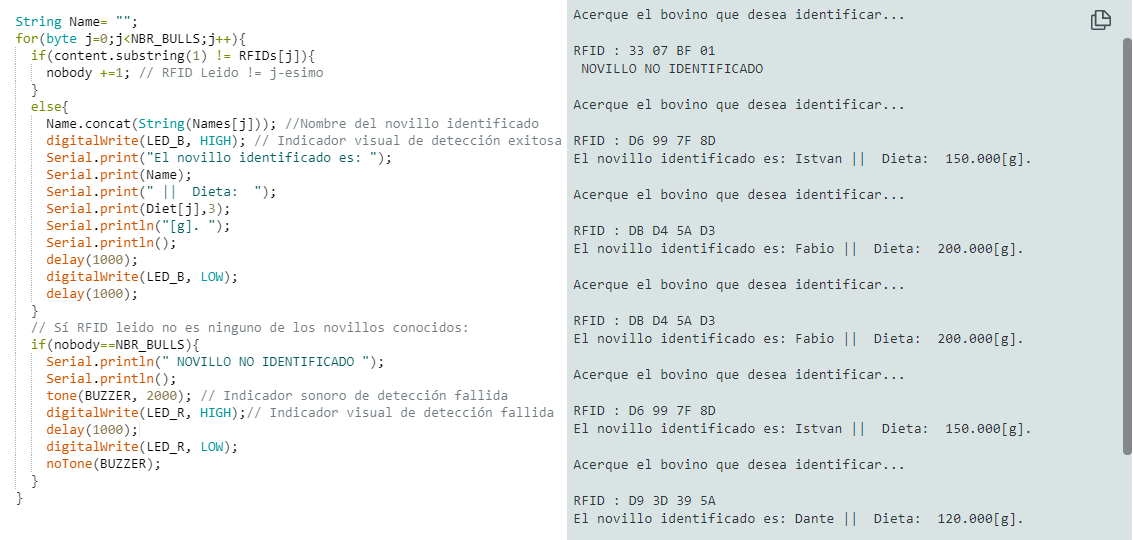 String Name= "";
for(byte j=0;j<NBR_BULLS;j++){
if(content.substring(1) != RFIDs[j]){
nobody +=1; // RFID Leido != j-esimo
}
else{
Name.concat(String(Names[j])); //Nombre del novillo identificado
digitalWrite(LED_B, HIGH); // Indicador visual de detección exitosa
Serial.print("El novillo identificado es: ");
Serial.print(Name);
Serial.print(" ||  Dieta:  ");
Serial.print(Diet[j],3);
Serial.println("[g]. ");
Serial.println();
delay(1000);
digitalWrite(LED_B, LOW);
delay(1000);
}
// Sí RFID leido no es ninguno de los novillos conocidos:
if(nobody==NBR_BULLS){
Serial.println(" NOVILLO NO IDENTIFICADO ");
Serial.println();
tone(BUZZER, 2000); // Indicador sonoro de detección fallida
digitalWrite(LED_R, HIGH);// Indicador visual de detección fallida
delay(1000);
digitalWrite(LED_R, LOW);
noTone(BUZZER);
}
}
Acerque el bovino que desea identificar...
RFID : 33 07 BF 01
NOVILLO NO IDENTIFICADO
Acerque el bovino que desea identificar...
RFID : D6 99 7F 8D
El novillo identificado es: Istvan ||  Dieta:  150.000[g].
Acerque el bovino que desea identificar...
RFID : DB D4 5A D3
El novillo identificado es: Fabio ||  Dieta:  200.000[g].
Acerque el bovino que desea identificar...
RFID : DB D4 5A D3
El novillo identificado es: Fabio ||  Dieta:  200.000[g].
Acerque el bovino que desea identificar...
RFID : D6 99 7F 8D
El novillo identificado es: Istvan ||  Dieta:  150.000[g].
Acerque el bovino que desea identificar...
RFID : D9 3D 39 5A
El novillo identificado es: Dante ||  Dieta:  120.000[g].